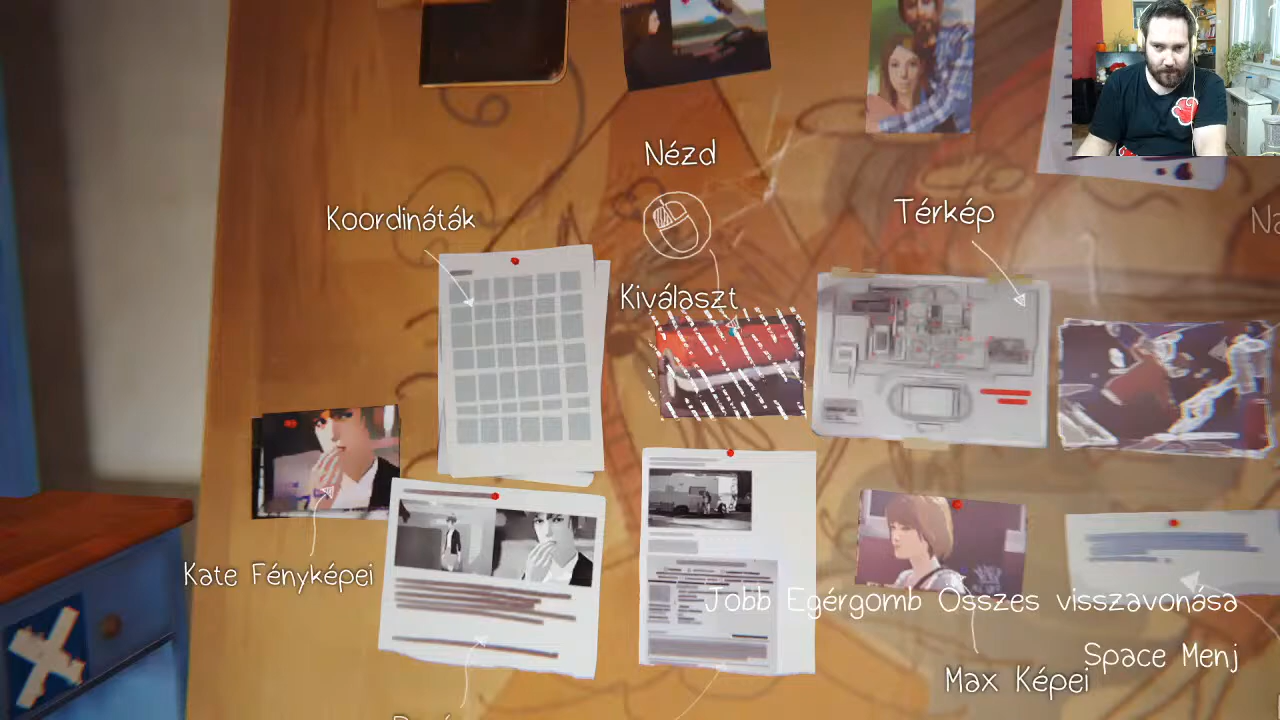 Nézd
Koordináták
Térkép
Kiválaszt
Kate Fényképei
Jobb Egérgomb Összes visszavonása
Space Menj
Max Képei